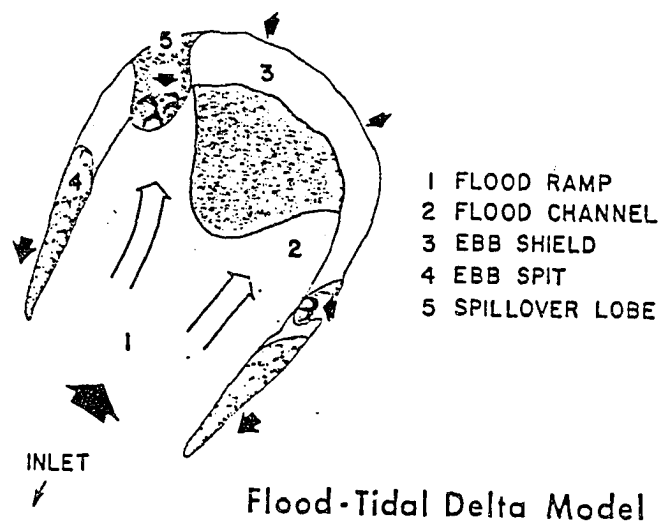 5
3
4
2
1
1 FLOOD RAMP
2 FLOOD CHANNEL
3 EBB SHIELD
4 EBB SPIT
5 SPILLOVER LOBE
INLET
Flood-Tidal Delta Model